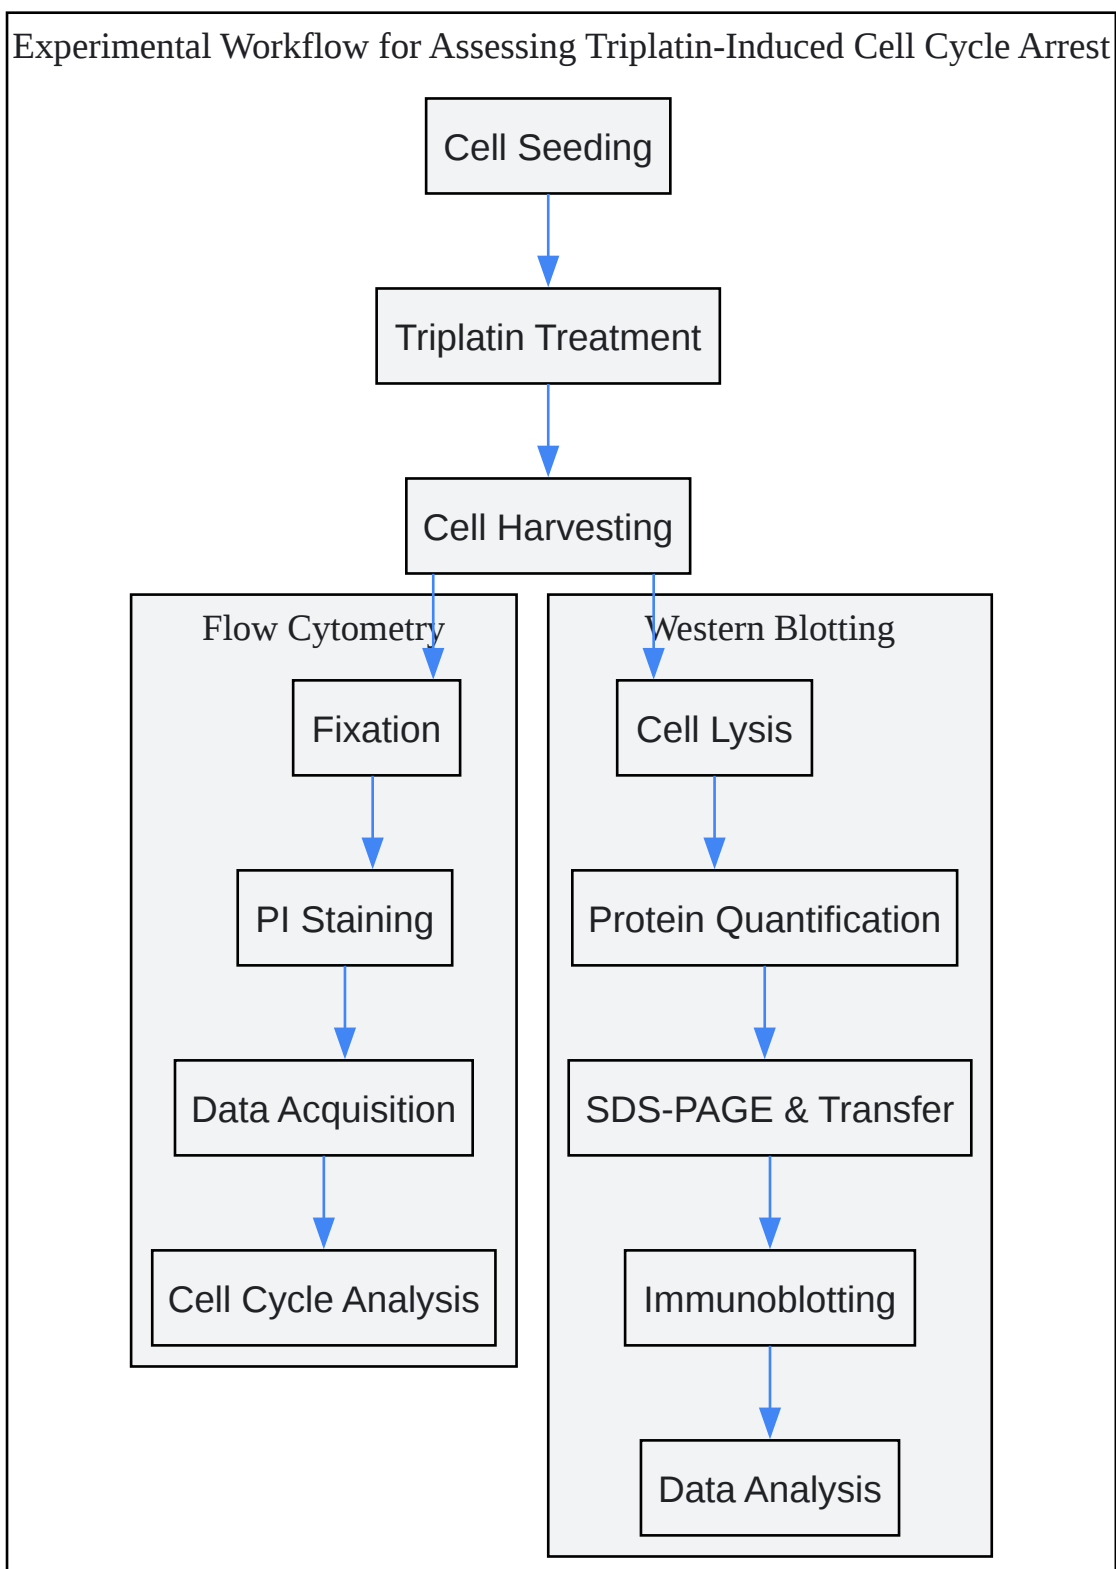 Experimental Workflow for Assessing Triplatin-Induced Cell Cycle Arrest
Cell Seeding
Triplatin Treatment
Cell Harvesting
Flow Cytometry
Fixation
PI Staining
Data Acquisition
Cell Cycle Analysis
Western Blotting
Cell Lysis
Protein Quantification
SDS-PAGE & Transfer
Immunoblotting
Data Analysis